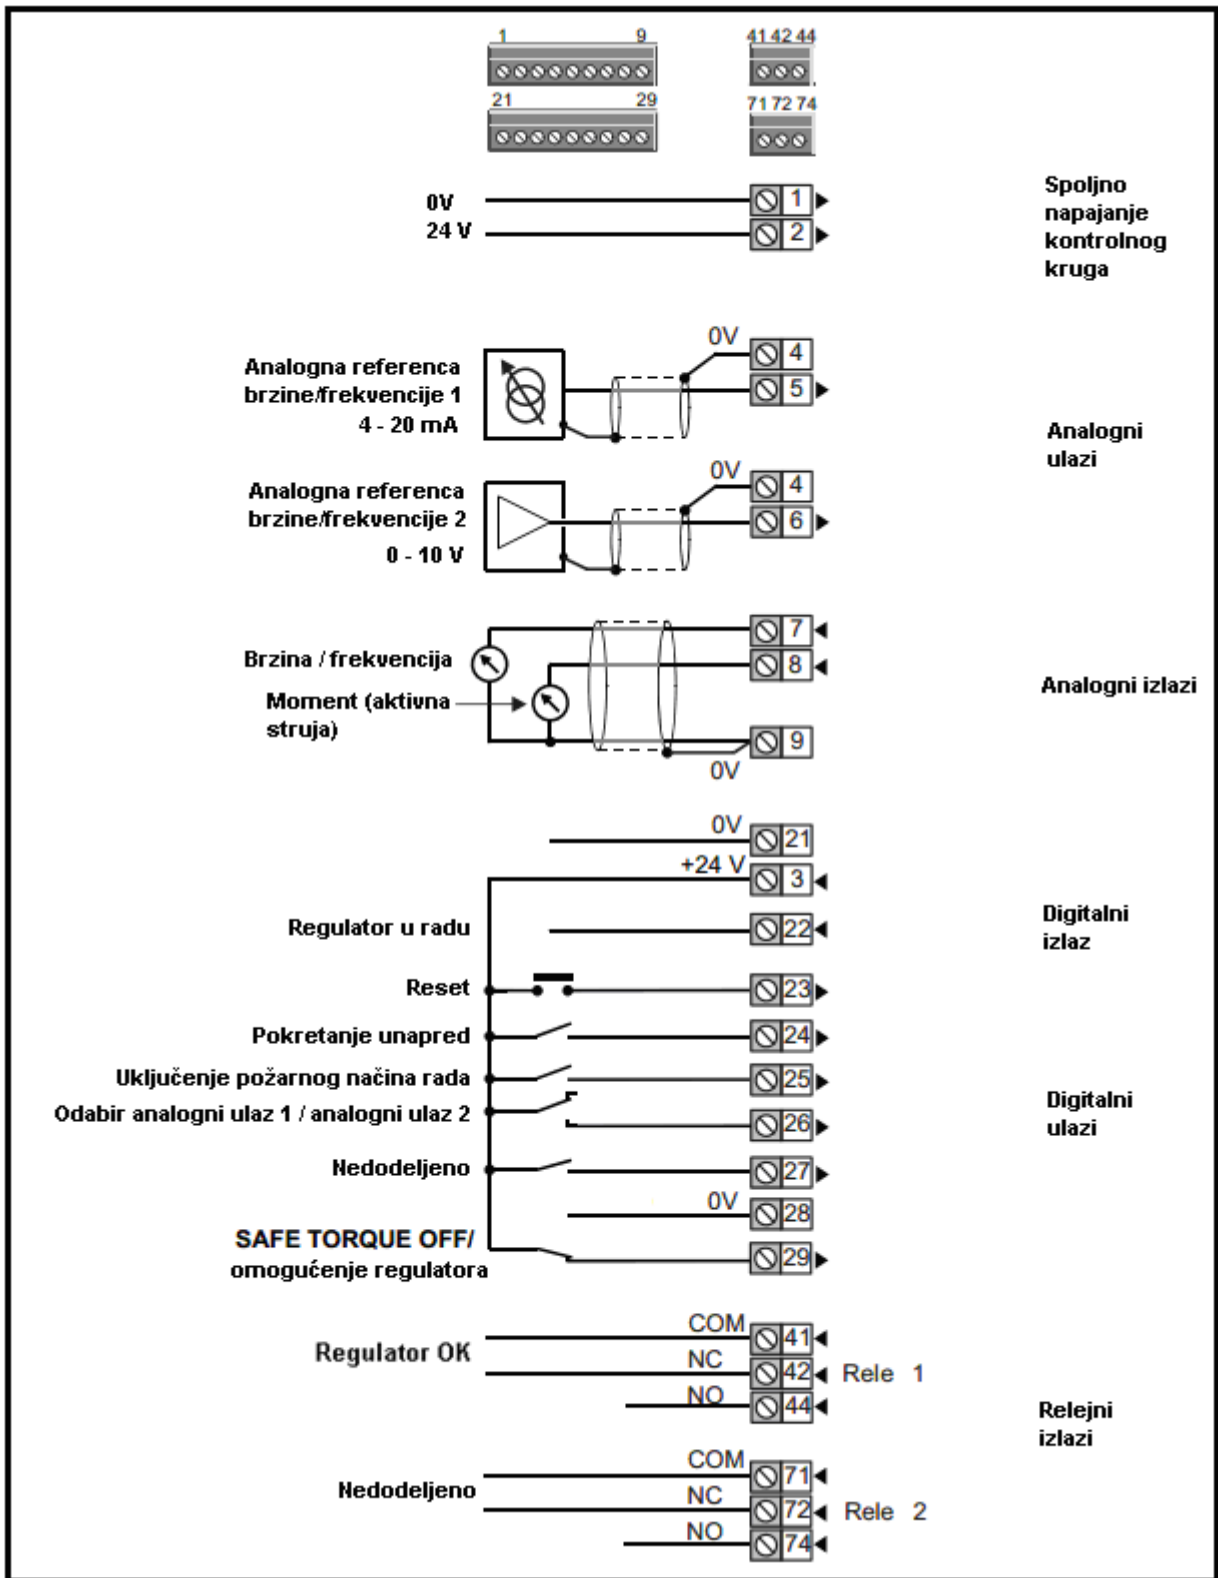 1 9 41 42 44
21 29 71 72 74
0V 1
24 V 2
Spoljno
napajanje
kontrolnog
kruga
0V 4
5
Analogna referenca
brzine/frekvencije 1
4 - 20 mA
Analogni
ulazi
0V 4
6
Analogna referenca
brzine/frekvencije 2
0 - 10 V
7
Brzina / frekvencija 8
Moment (aktivna
struja)
Analogni izlazi
9
0V
0V 21
+24 V 3
Regulator u radu 22
Digitalni
izlaz
Reset 23
Pokretanje unapred 24
Uključenje požarnog načina rada 25
Odabir analogni ulaz 1 / analogni ulaz 2 26
Digitalni
ulazi
Nedodeljeno 27
0V 28
SAFE TORQUE OFF/
omogućenje regulatora 29
COM 41
Regulator OK
NC 42 Rele 1
NO 44
Relejni
izlazi
COM 71
Nedodeljeno
NC 72 Rele 2
NO 74